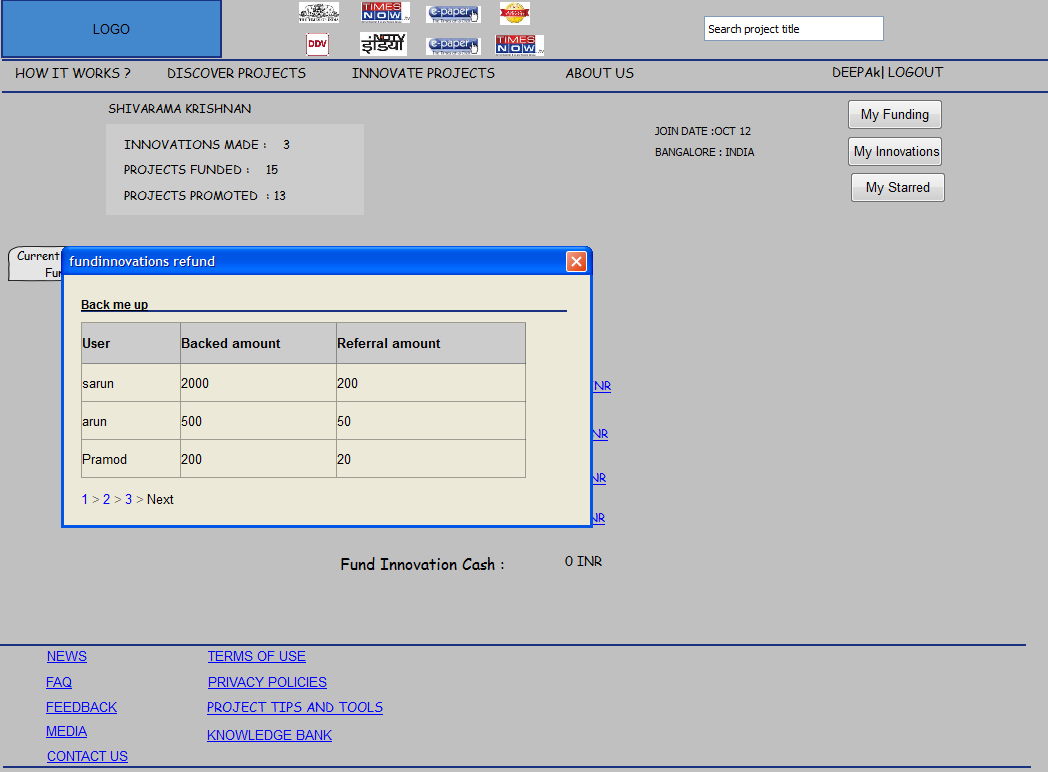 LOGO
TIMES NOW .TV
e-paper
DDV
NDTV
इंडिया
e-paper
TIMES NOW .TV
Search project title
HOW IT WORKS ? DISCOVER PROJECTS INNOVATE PROJECTS ABOUT US DEEPAk| LOGOUT
SHIVARAMA KRISHNAN
INNOVATIONS MADE : 3
PROJECTS FUNDED : 15
PROJECTS PROMOTED : 13
JOIN DATE :OCT 12
BANGALORE : INDIA
My Funding
My Innovations
My Starred
Current
Fur
fundinnovations refund
Back me up
User Backed amount Referral amount
sarun 2000 200
arun 500 50
Pramod 200 20
1 > 2 > 3 > Next
INR
NR
NR
NR
Fund Innovation Cash : 0 INR
NEWS TERMS OF USE
FAQ PRIVACY POLICIES
FEEDBACK PROJECT TIPS AND TOOLS
MEDIA KNOWLEDGE BANK
CONTACT US